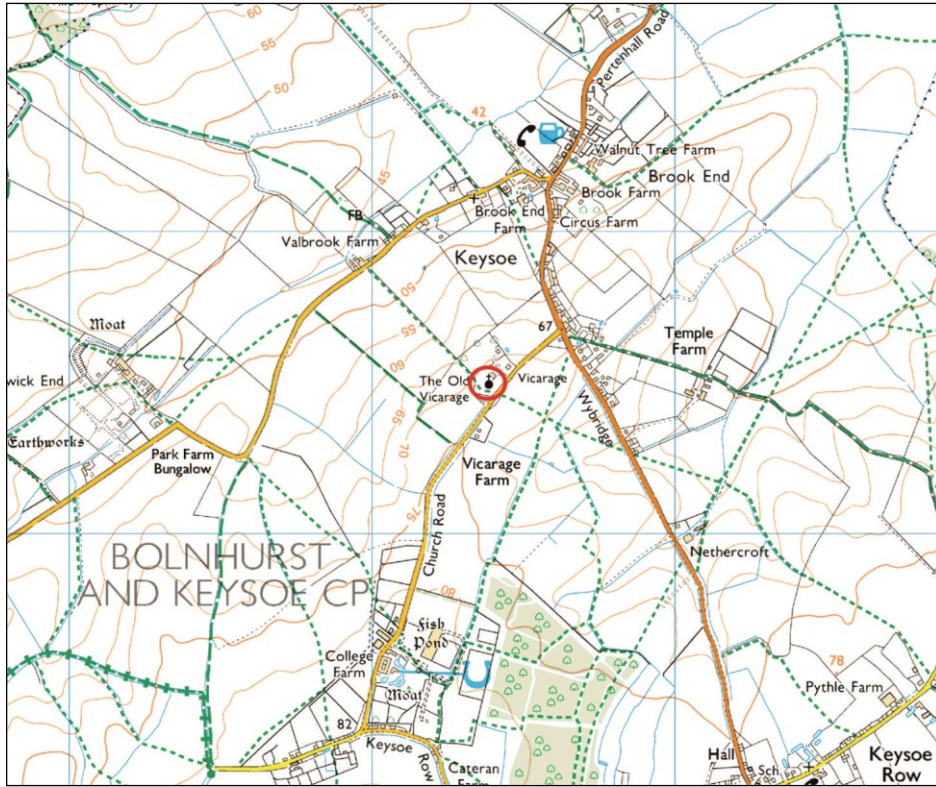 60
55
50
Pertenhall Road
42
Walnut Tree Farm
Brook End
45
Brook Farm
Brook End
Farm
Circus Farm
FB
Valbrook Farm
Keysoe
50
55
67
Temple
Farm
Moat
60
wick End
The Old
Vicarage
Vicarage
65
Wybridge
Earthworks
Park Farm
Bungalow
70
Vicarage
Farm
75
Church Road
Nethercroft
BOLNHURST
AND KEYSOE CP
80
Fish
Pond
College
Farm
Moat
78
Pythle Farm
82
Keysoe
Row
Cateran
Farm
Hall
Sch
Keysoe
Row